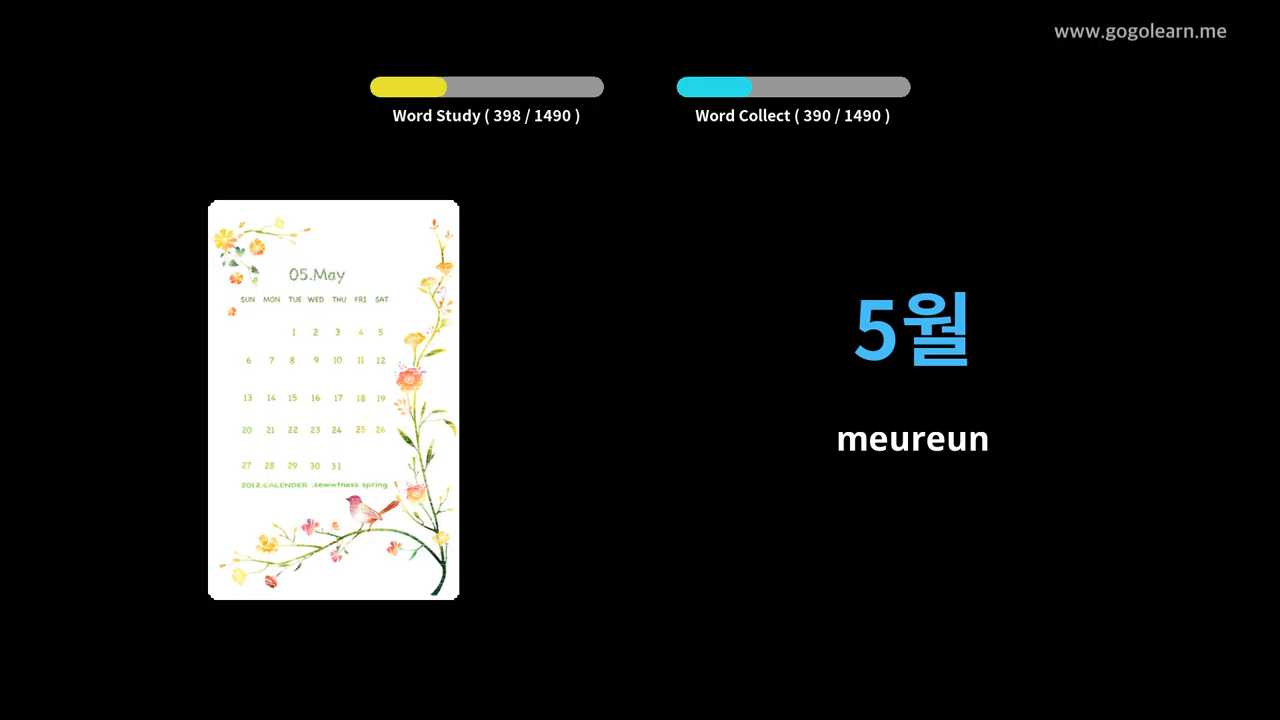 www.gogolearn.me
Word Study ( 398 / 1490 )
Word Collect ( 390 / 1490 )
05.May
SUN MON TUE WED THU FRI SAT
1 2 3 4 5
6 7 8 9 10 11 12
13 14 15 16 17 18 19
20 21 22 23 24 25 26
27 28 29 30 31
2012.CALENDER .sewwtness spring
5월
meureun